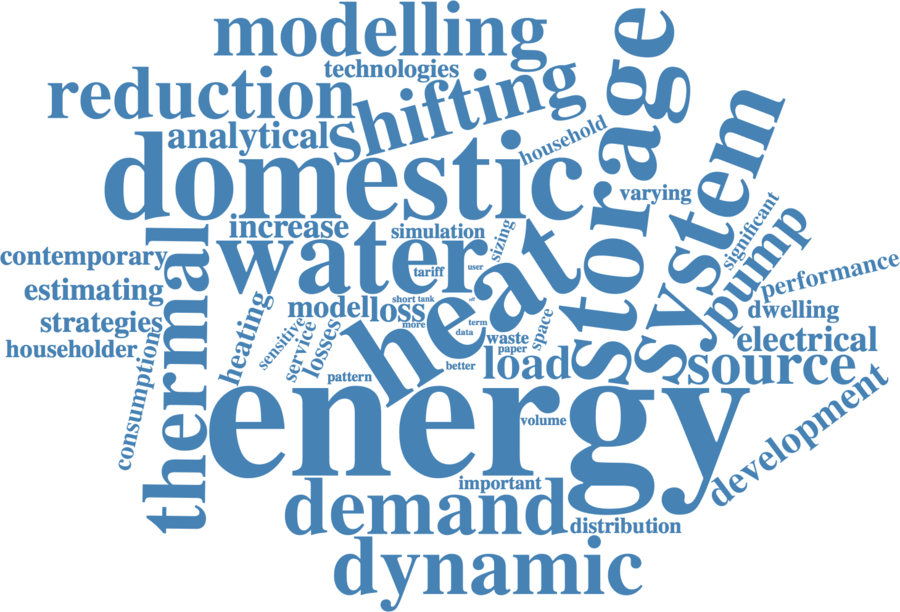 modelling
technologies
reduction
shifting
storage
analytical
household
domestic
system
varying
increase
simulation
sizing
significant
water
heat
pump
thermal
contemporary
tariff
user
performance
estimating
modell
loss
short tank
off
dwelling
strategies
more
term
data
electrical
householder
heating
sensitive
service
losses
waste
paper
space
consumption
pattern
better
load
source
energy
volume
development
important
demand
distribution
dynamic